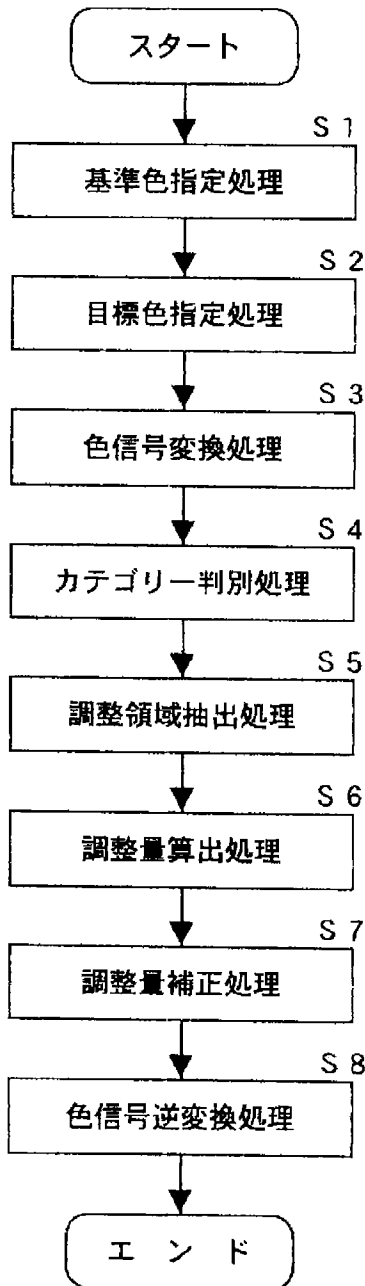 スタート
S 1
基準色指定処理
S 2
目標色指定処理
S 3
色信号変換処理
S 4
カテゴリー判別処理
S 5
調整領域抽出処理
S 6
調整量算出処理
S 7
調整量補正処理
S 8
色信号逆変換処理
エ ン ド